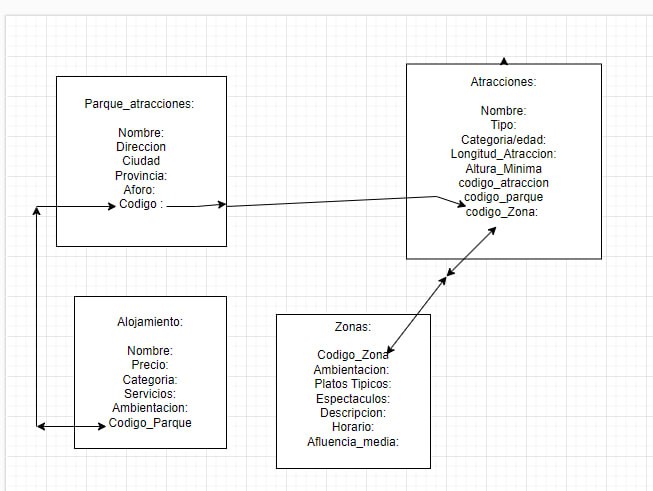 Parque_atracciones:
Nombre:
Direccion
Ciudad
Provincia:
Aforo:
Codigo :
Atracciones:
Nombre:
Tipo:
Categoria/edad:
Longitud_Atraccion:
Altura_Minima
codigo_atraccion
codigo_parque
codigo_Zona:
Alojamiento:
Nombre:
Precio:
Categoria:
Servicios:
Ambientacion:
Codigo_Parque
Zonas:
Codigo_Zona
Ambientacion:
Platos Tipicos:
Espectaculos:
Descripcion:
Horario:
Afluencia_media: